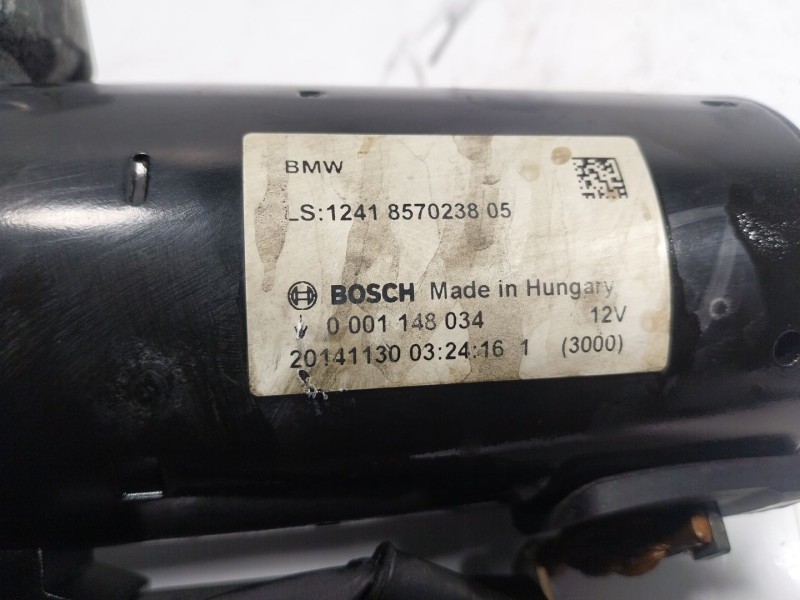 BMW
LS:1241 8570238 05
BOSCH Made in Hungary
0 001 148 034 12V
20141130 03:24:16 1 (3000)